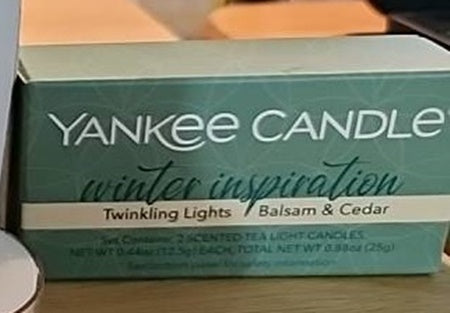 YANKee CANDLe
winter inspiration
Twinkling Lights Balsam & Cedar
Set Contains: 2 SCENTED TEA LIGHT CANDLES,
NET WT 0.44oz (12.5g) EACH, TOTAL NET WT 0.88oz (25g)